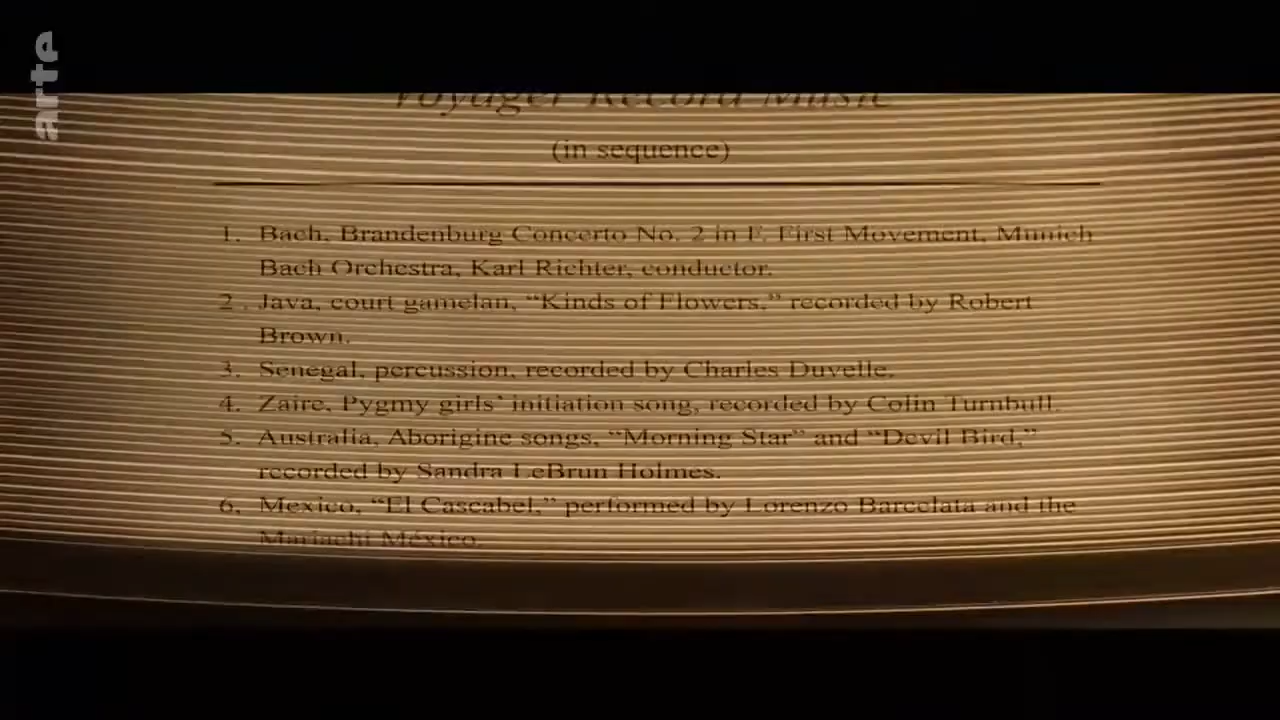 arte
Voyager Record Music
(in sequence)
1. Bach, Brandenburg Concerto No. 2 in F. First Movement, Munich
Bach Orchestra, Karl Richter, conductor.
2 . Java, court gamelan, “Kinds of Flowers,” recorded by Robert
Brown.
3. Senegal, percussion, recorded by Charles Duvelle.
4. Zaire, Pygmy girls’ initiation song, recorded by Colin Turnbull.
5. Australia, Aborigine songs, “Morning Star” and “Devil Bird,”
recorded by Sandra LeBrun Holmes.
6. Mexico, “El Cascabel,” performed by Lorenzo Barcelata and the
Mariachi México.